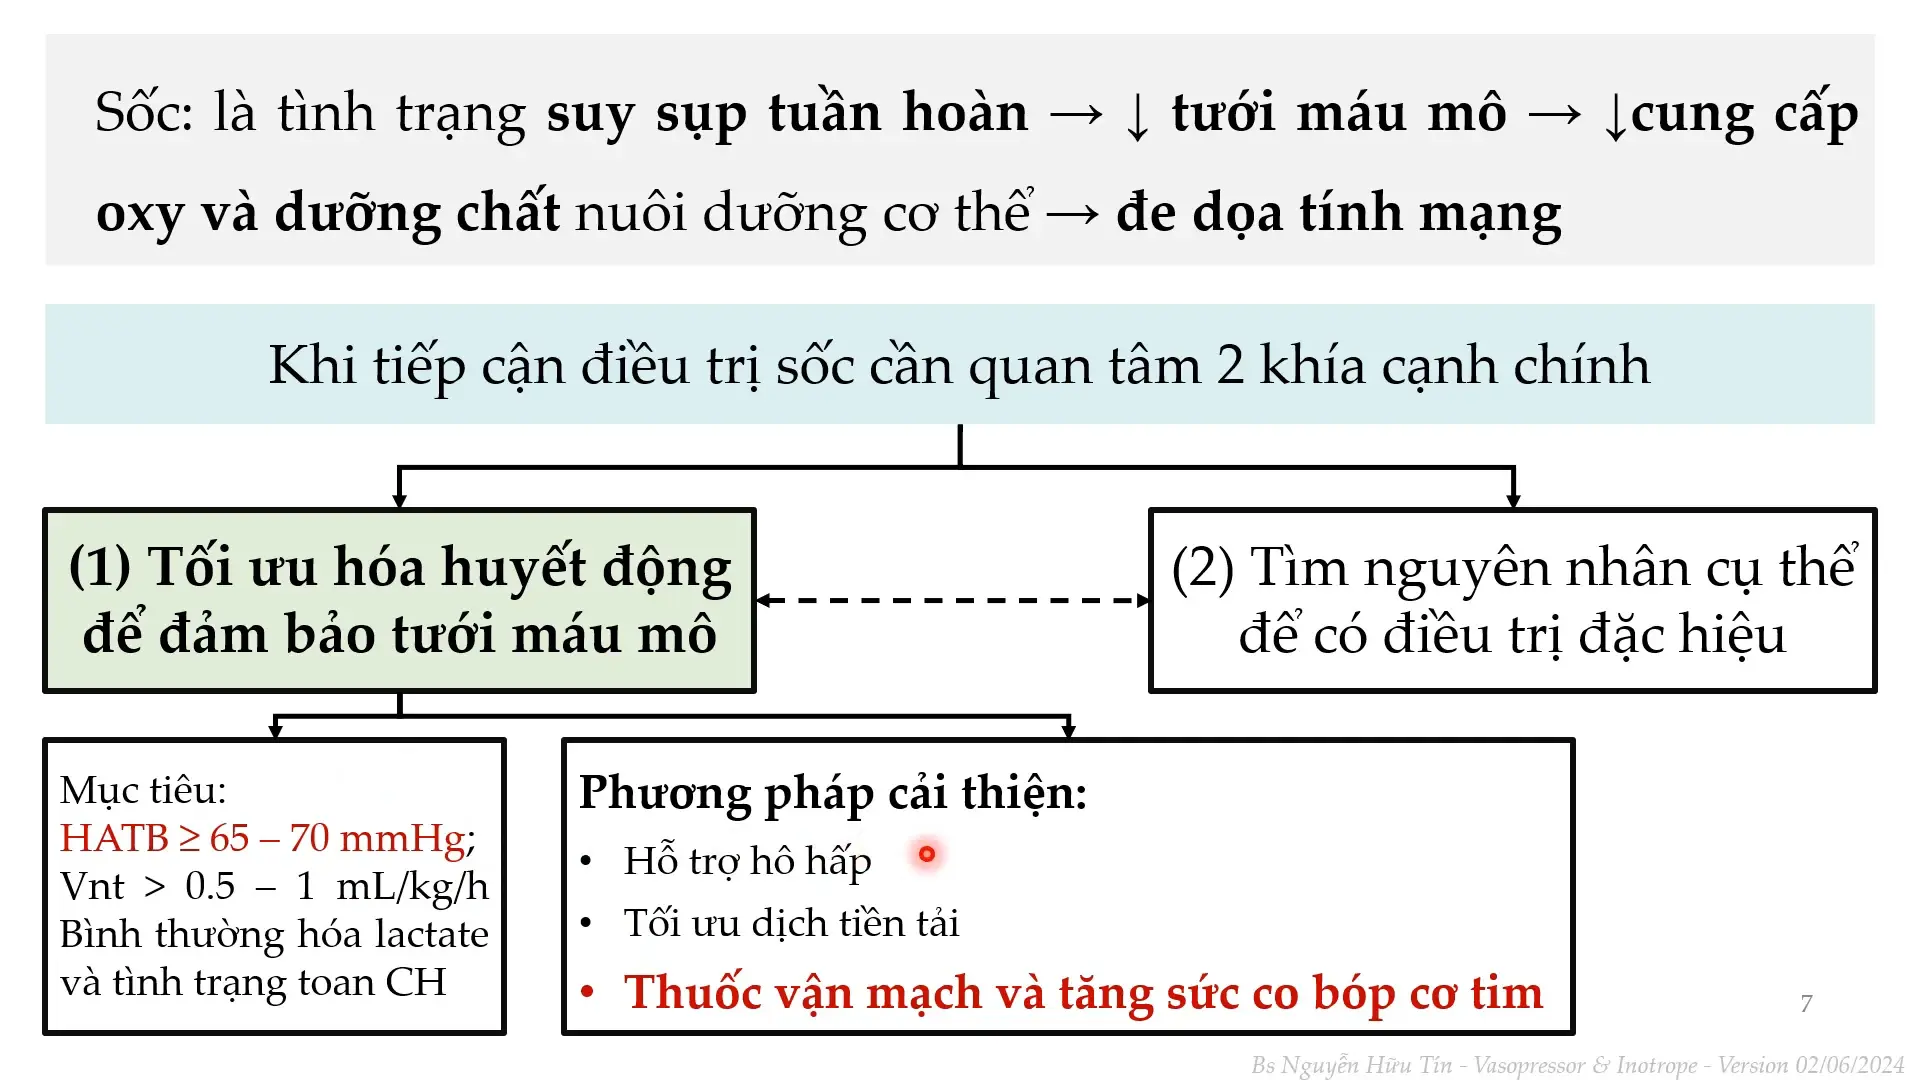 Sốc: là tình trạng suy sụp tuần hoàn → ↓ tưới máu mô → ↓cung cấp
oxy và dưỡng chất nuôi dưỡng cơ thể → đe dọa tính mạng
Khi tiếp cận điều trị sốc cần quan tâm 2 khía cạnh chính
(1) Tối ưu hóa huyết động
để đảm bảo tưới máu mô
(2) Tìm nguyên nhân cụ thể
để có điều trị đặc hiệu
Mục tiêu:
HATB ≥ 65 – 70 mmHg;
Vnt > 0.5 – 1 mL/kg/h
Bình thường hóa lactate
và tình trạng toan CH
Phương pháp cải thiện:
• Hỗ trợ hô hấp
• Tối ưu dịch tiền tải
• Thuốc vận mạch và tăng sức co bóp cơ tim
7
Bs Nguyễn Hữu Tín - Vasopressor & Inotrope - Version 02/06/2024